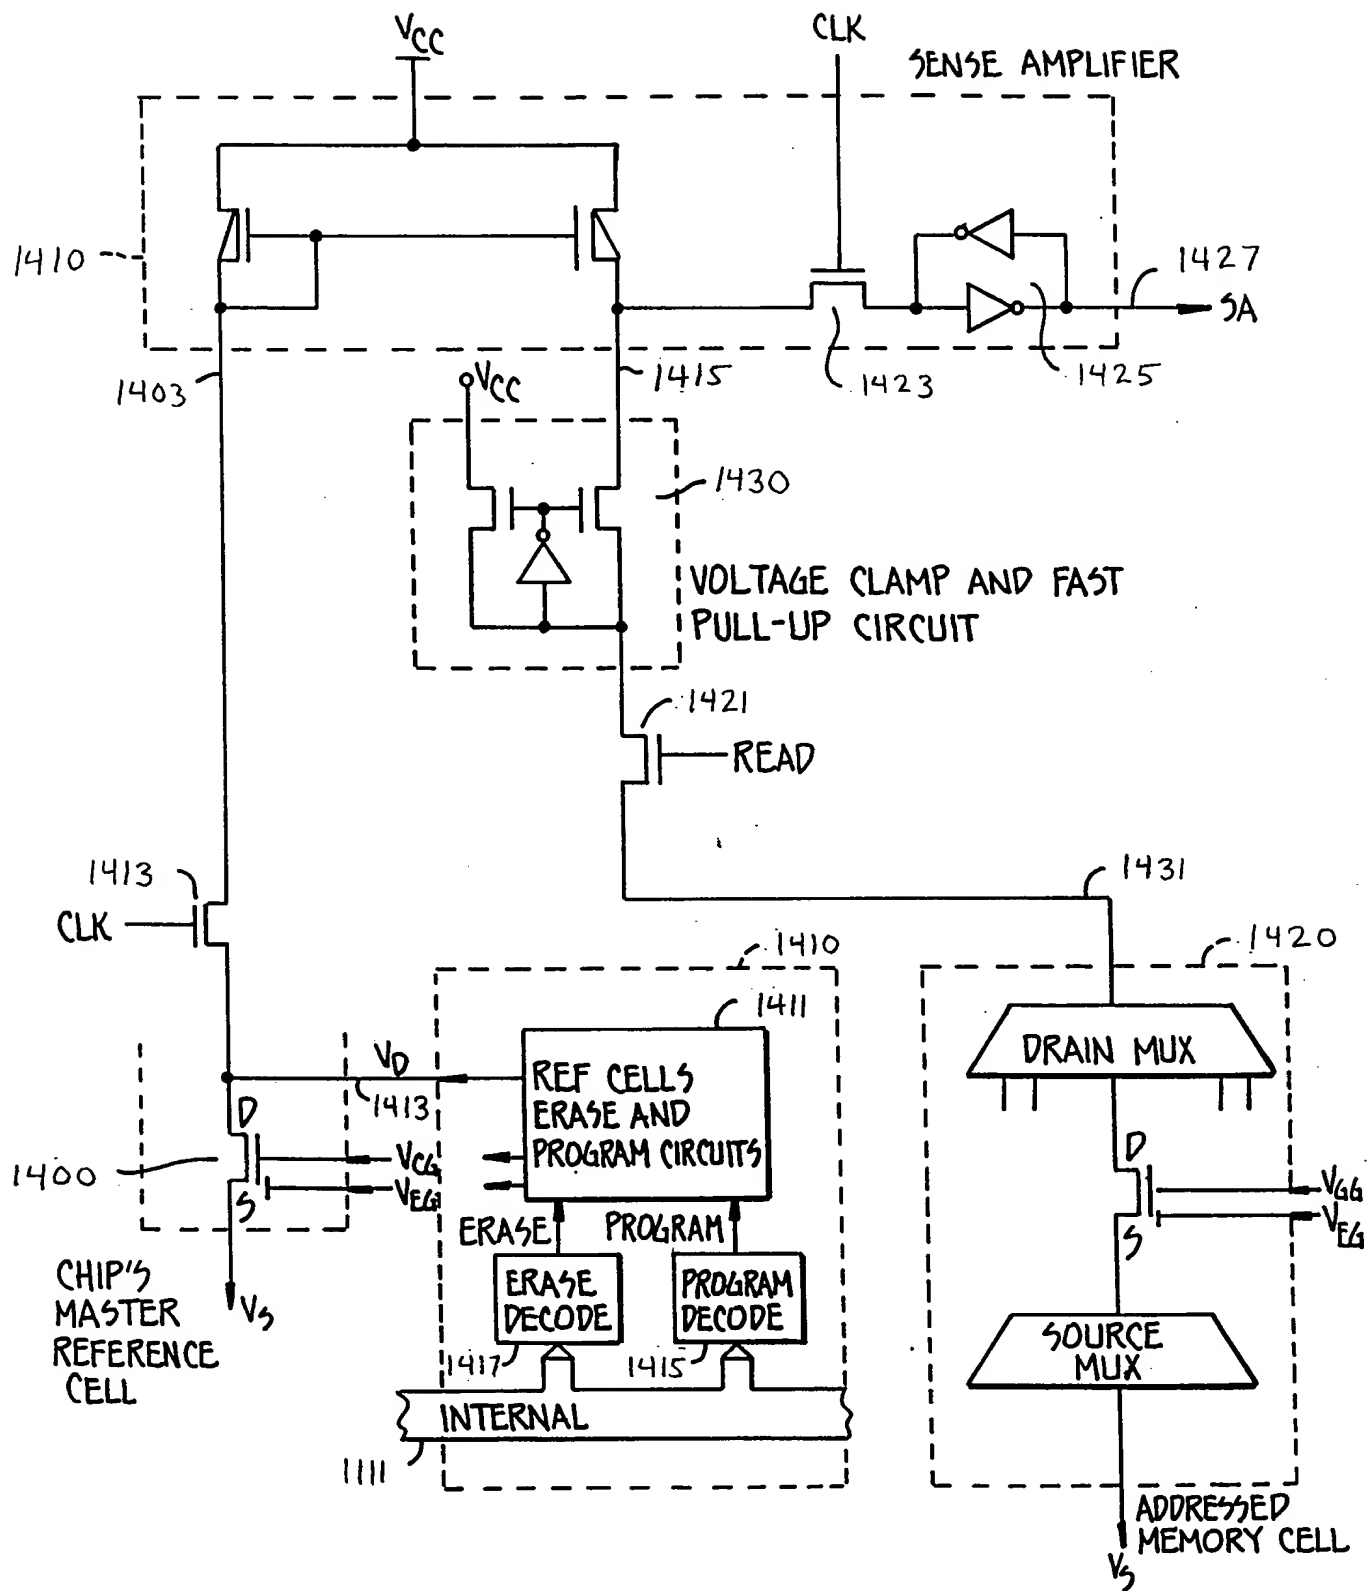 VCC
CLK
SENSE AMPLIFIER
1410
1427
SA
1403
1415
1423
1425
VCC
1430
VOLTAGE CLAMP AND FAST
PULL-UP CIRCUIT
1421
READ
1413
CLK
1431
1410
1420
1411
DRAIN MUX
VD
1413
REF CELLS
ERASE AND
PROGRAM CIRCUITS
D
1400
S
VCG
VEG
D
S
VGG
VEG
ERASE
PROGRAM
ERASE
DECODE
PROGRAM
DECODE
CHIP'S
MASTER
REFERENCE
CELL
VS
1417
1415
SOURCE
MUX
INTERNAL
1111
ADDRESSED
MEMORY CELL
VS